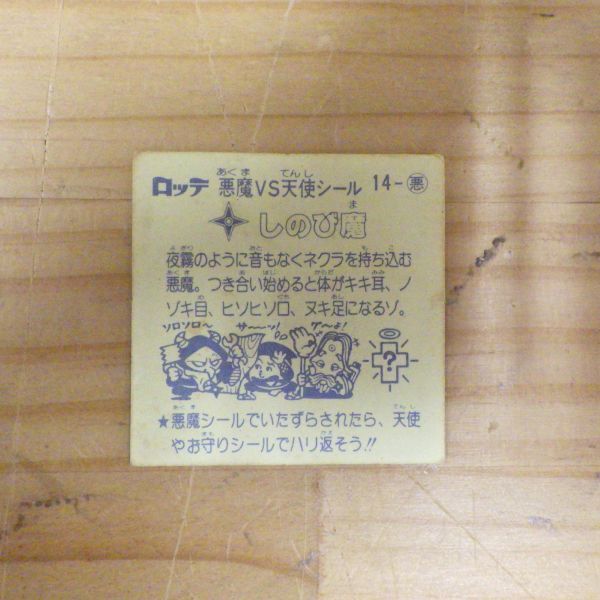 ロッテ 悪魔VS天使シール 14-悪
しのび魔
夜霧のように音もなくネクラを持ち込む
悪魔。つき合い始めると体がキキ耳、ノ
ゾキ目、ヒソヒソ口、ヌキ足になるゾ。
ソロソロ〜 サ〜〜ッ! ゲ〜ッ!
?
★悪魔シールでいたずらされたら、天使
やお守りシールでハリ返そう!!